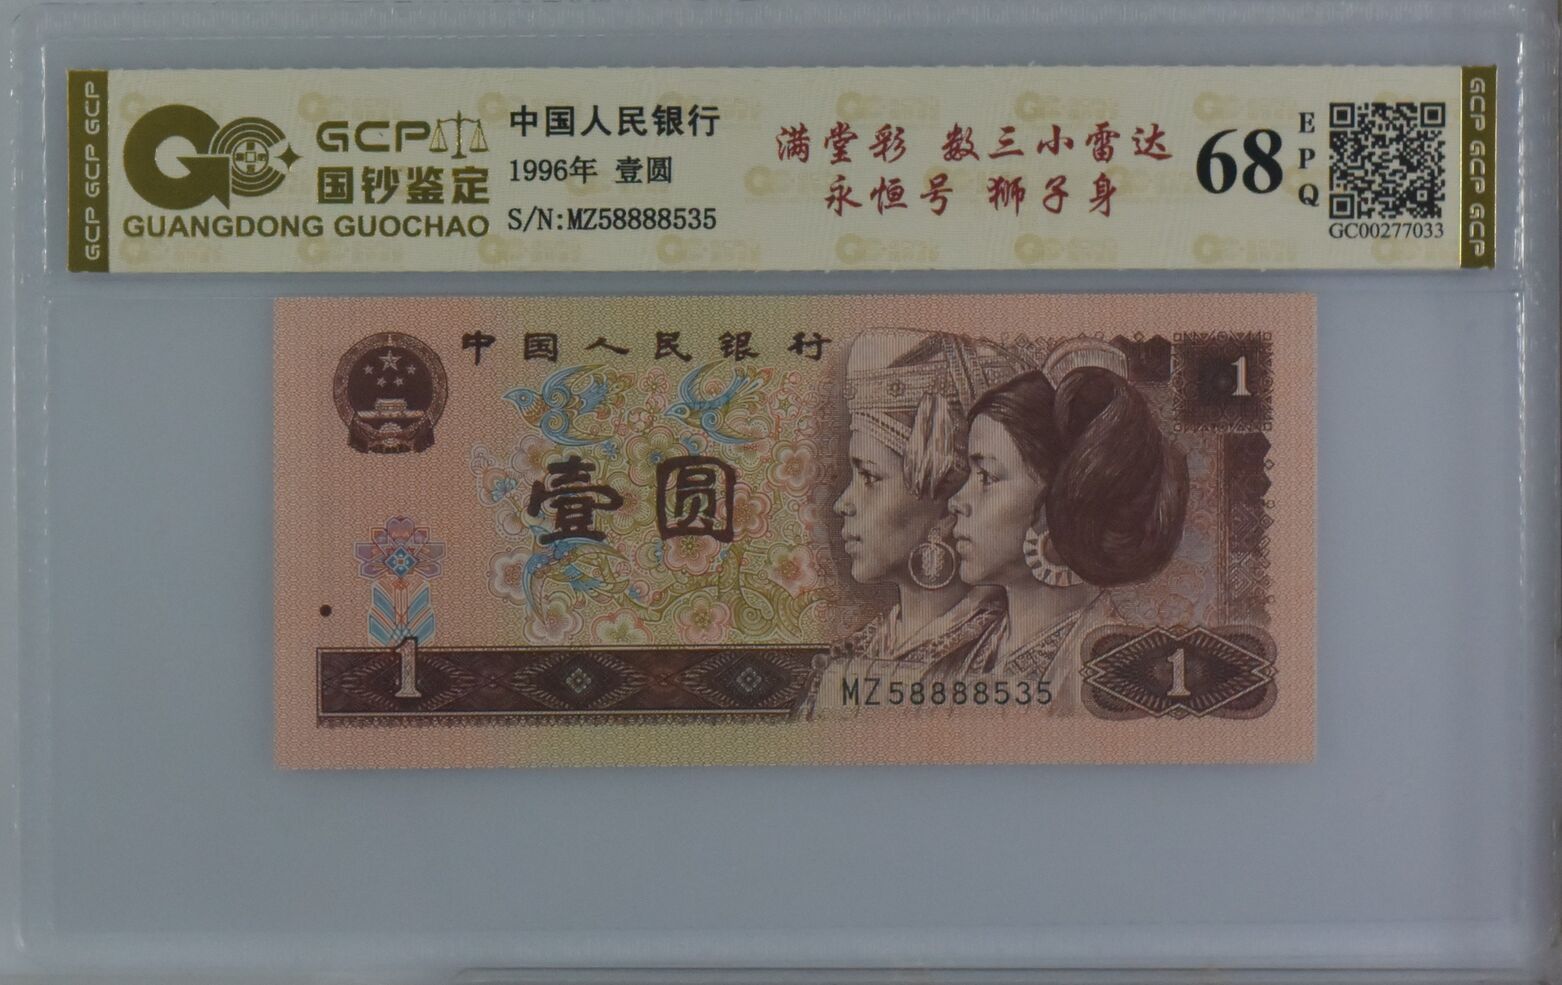 GCP GCP GCP
GCP
国钞鉴定
GUANGDONG GUOCHAO
中国人民银行
1996年 壹圆
S/N:MZ58888535
满堂彩 数三小雷达
永恒号 狮子身
68
EPQ
GC00277033
GCP GCP GCP
中国人民银行
1
壹圆
1
MZ58888535
1